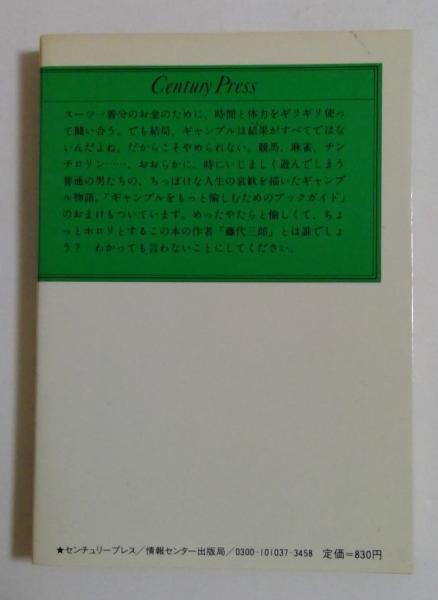 Century Press
スーツ一着分のお金のために、時間と体力をギリギリ使っ
て闘い合う。でも結局、ギャンブルは結果がすべてではな
いんだよね。だからこそやめられない。競馬、麻雀、チン
チロリン……、おおらかに、時にいじましく遊んでしまう
普通の男たちの、ちっぽけな人生の哀歓を描いたギャンブ
ル物語。「ギャンブルをもっと愉しむためのブックガイド」
のおまけもついています。めったやたらと愉しくて、ちょ
っとホロリとするこの本の作者「藤代三郎」とは誰でしょ
う？　わかっても言わないことにしてください。
★センチュリープレス／情報センター出版局／0300-101037-3458 定価＝830円